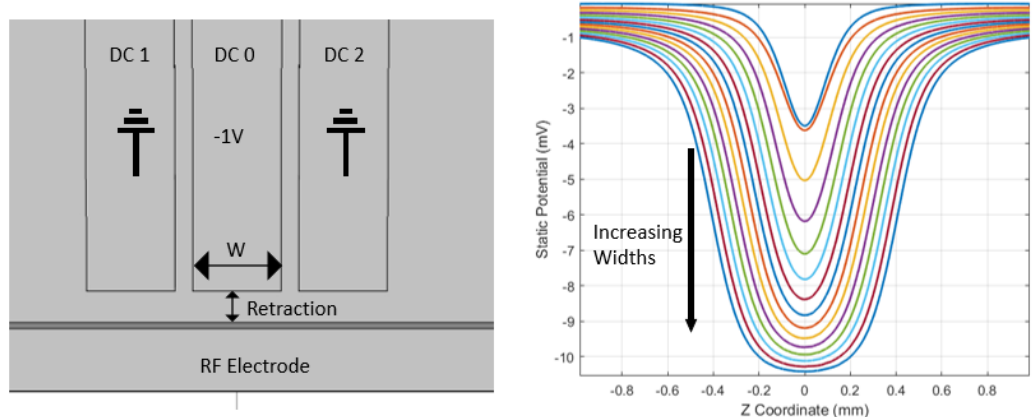 DC 1
DC 0
DC 2
-1V
W
Retraction
RF Electrode
Static Potential (mV)
-1
-2
-3
-4
-5
-6
-7
-8
-9
-10
Increasing
Widths
-0.8
-0.6
-0.4
-0.2
0
0.2
0.4
0.6
0.8
Z Coordinate (mm)